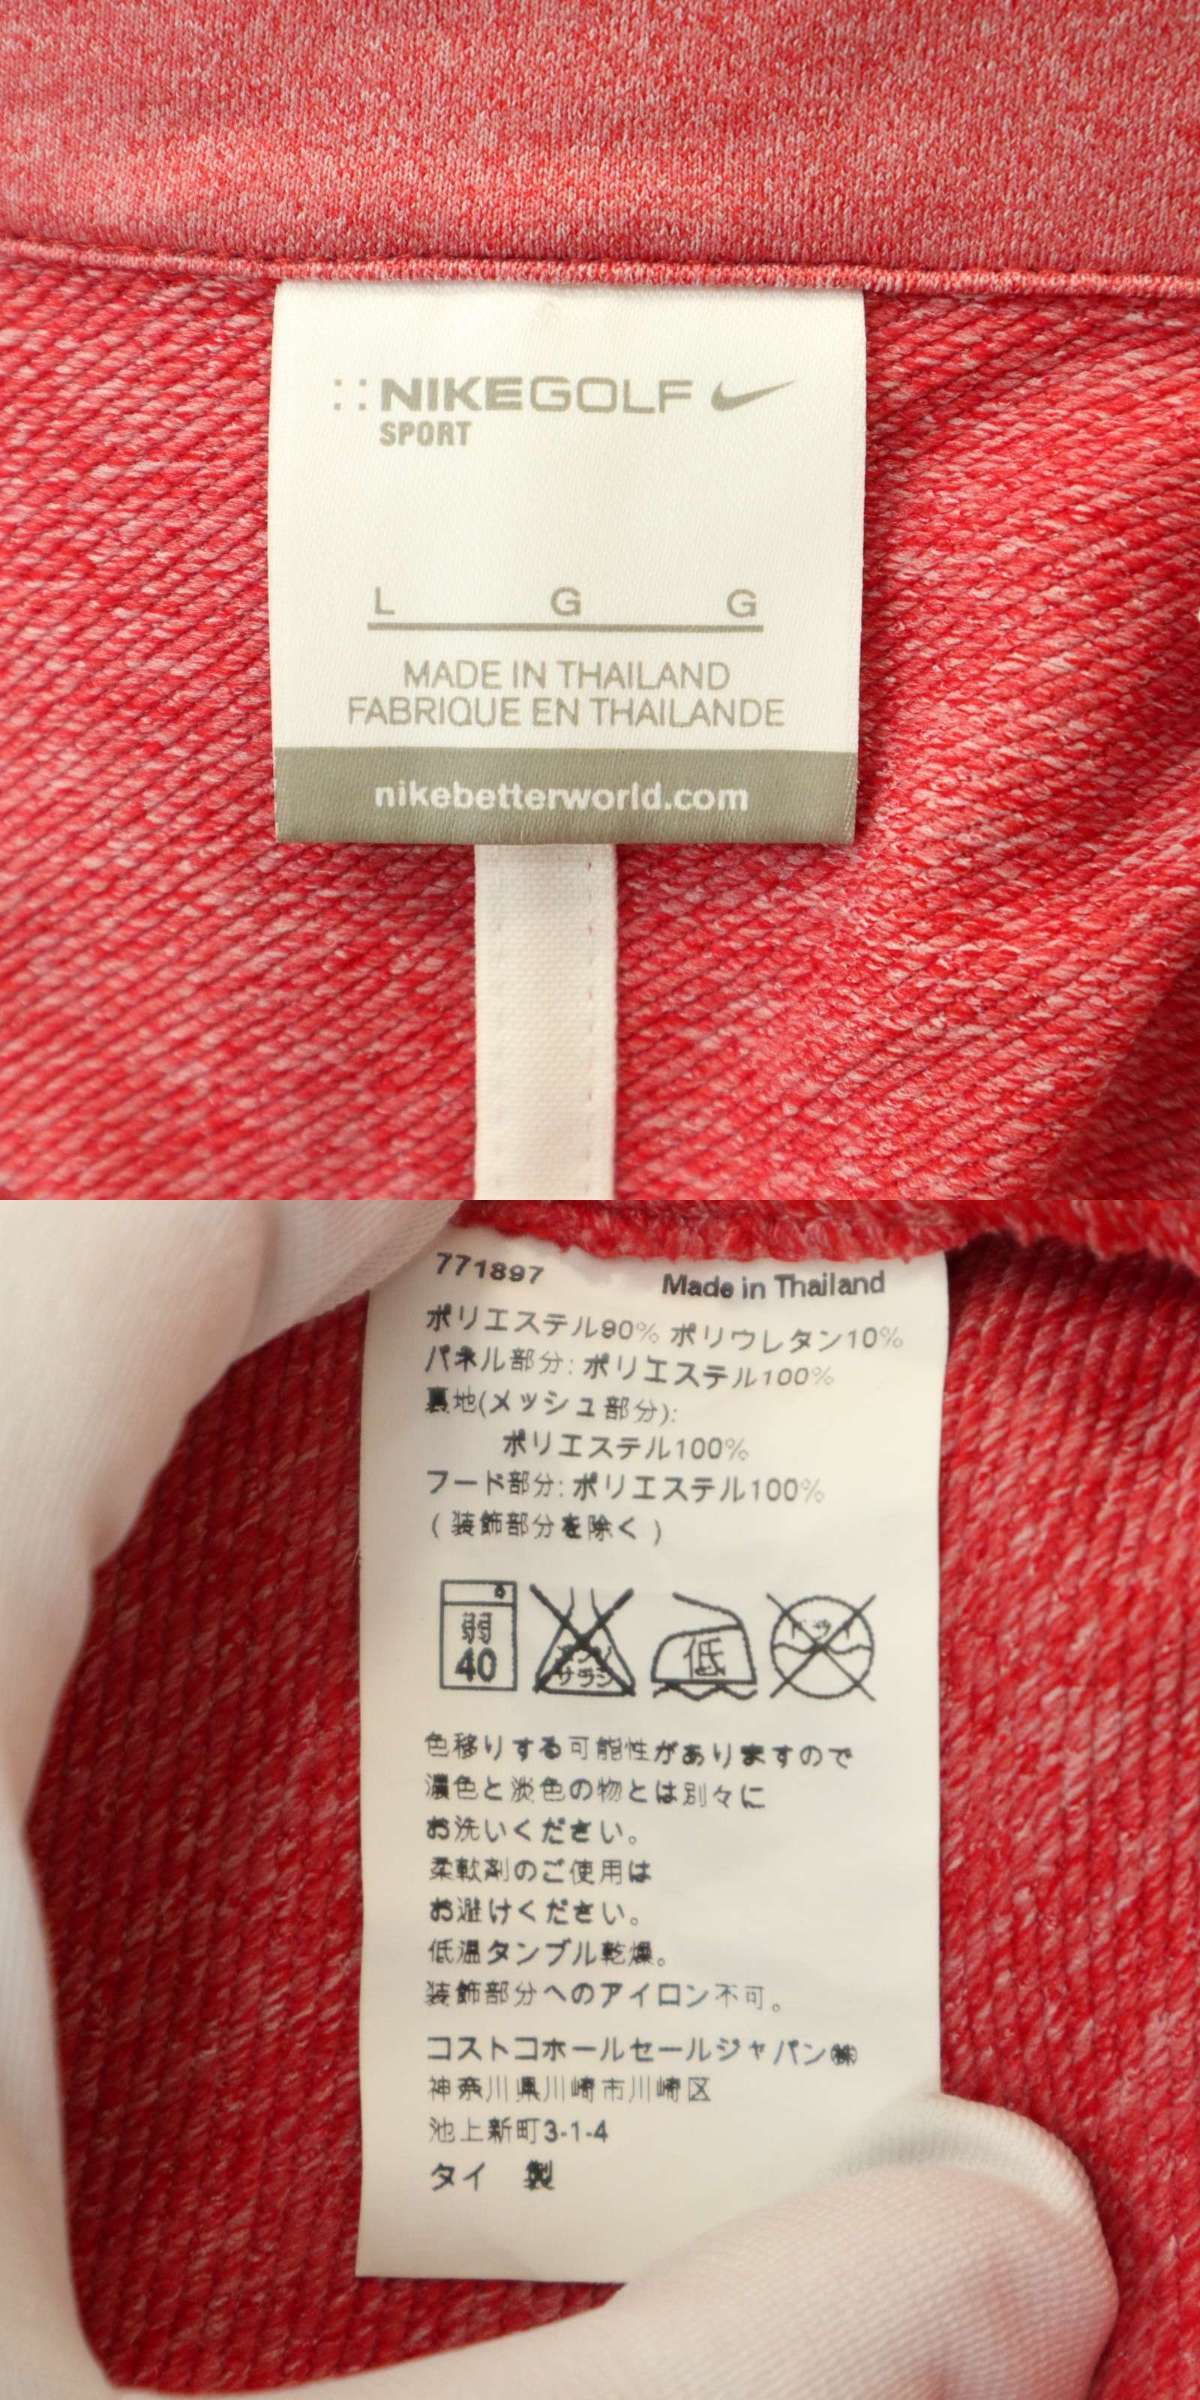 NIKEGOLF
SPORT
L G G
MADE IN THAILAND
FABRIQUE EN THAILANDE
nikebetterworld.com
771897 Made in Thailand
ポリエステル90% ポリウレタン10%
パネル部分: ポリエステル100%
裏地(メッシュ部分):
ポリエステル100%
フード部分: ポリエステル100%
( 装飾部分を除く )
弱
40
エンソ
サラシ
低
ドライ
色移りする可能性がありますので
濃色と淡色の物とは別々に
お洗いください。
柔軟剤のご使用は
お避けください。
低温タンブル乾燥。
装飾部分へのアイロン不可。
コストコホールセールジャパン㈱
神奈川県川崎市川崎区
池上新町3-1-4
タイ 製